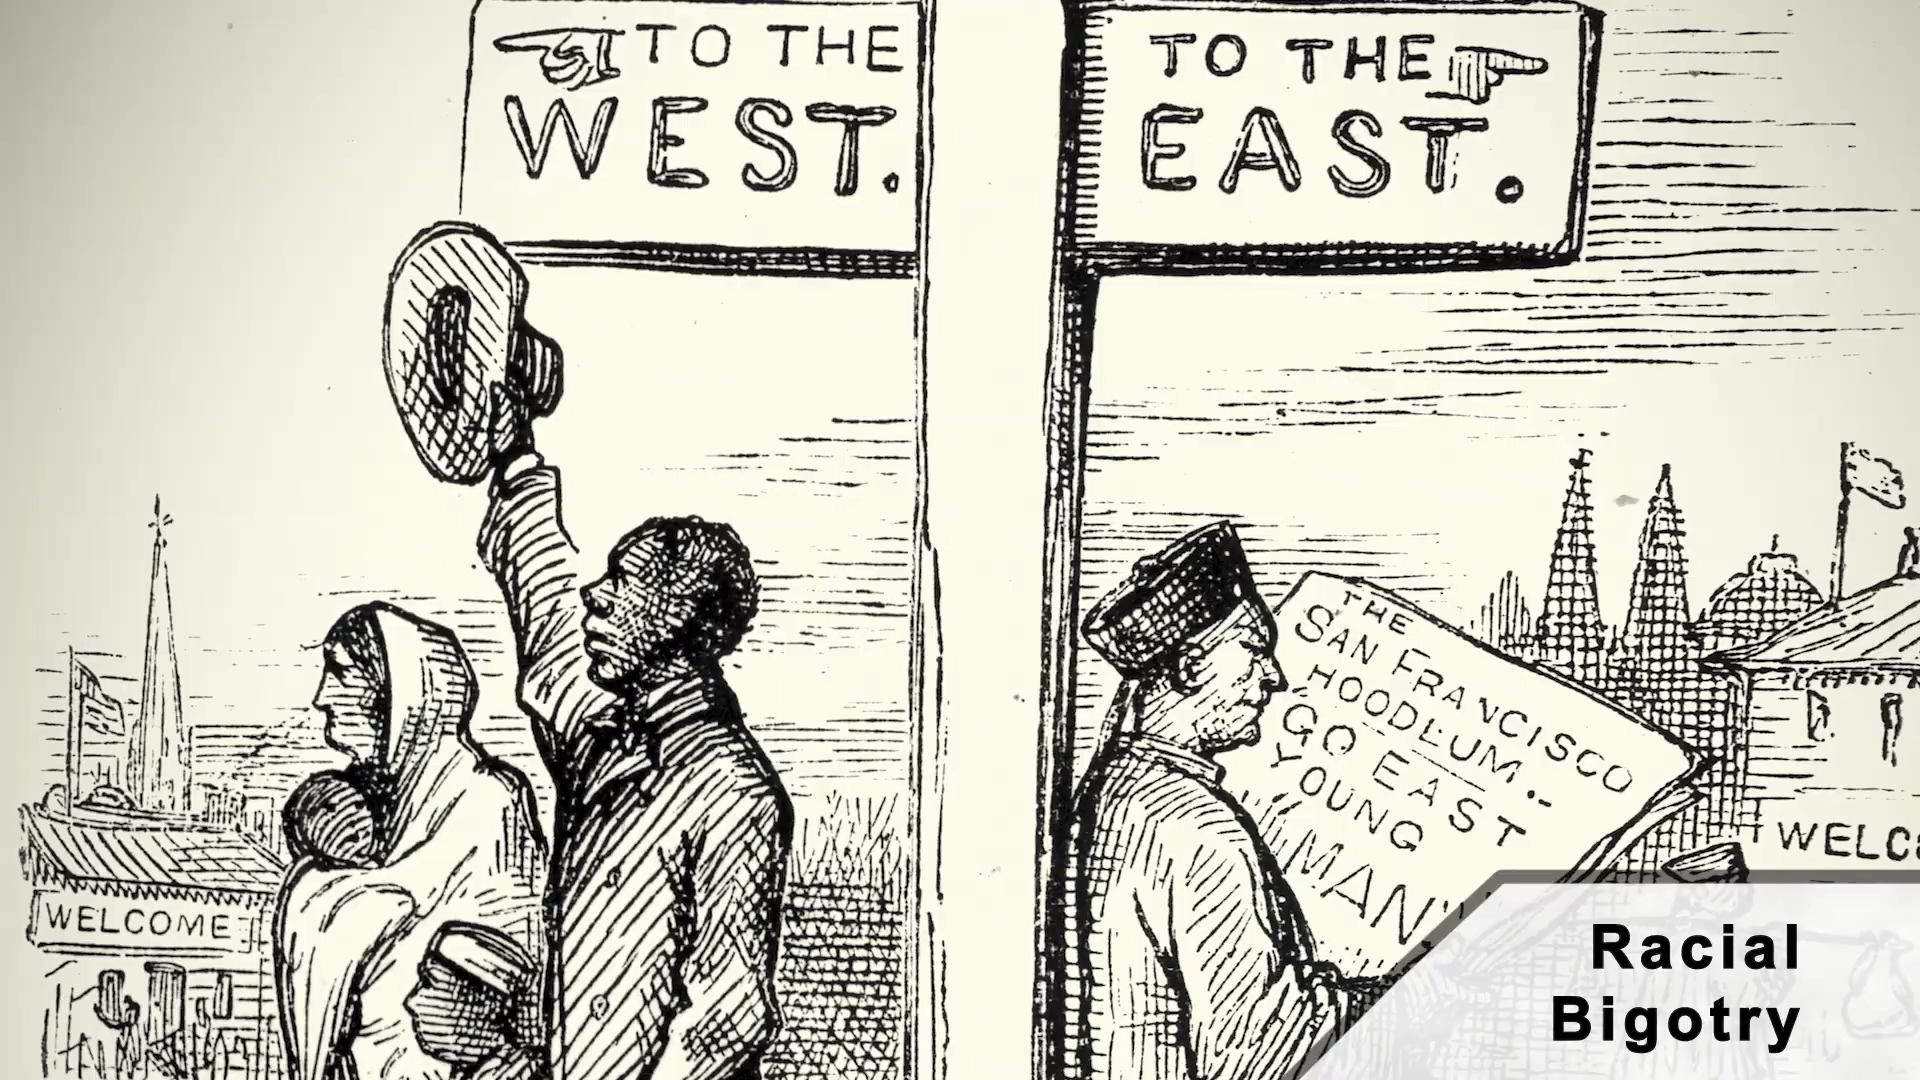 TO THE
WEST.
TO THE
EAST.
THE
SAN FRANCISCO
HOODLUM.--
GO EAST
YOUNG
MAN"
WELCOME
Racial
Bigotry